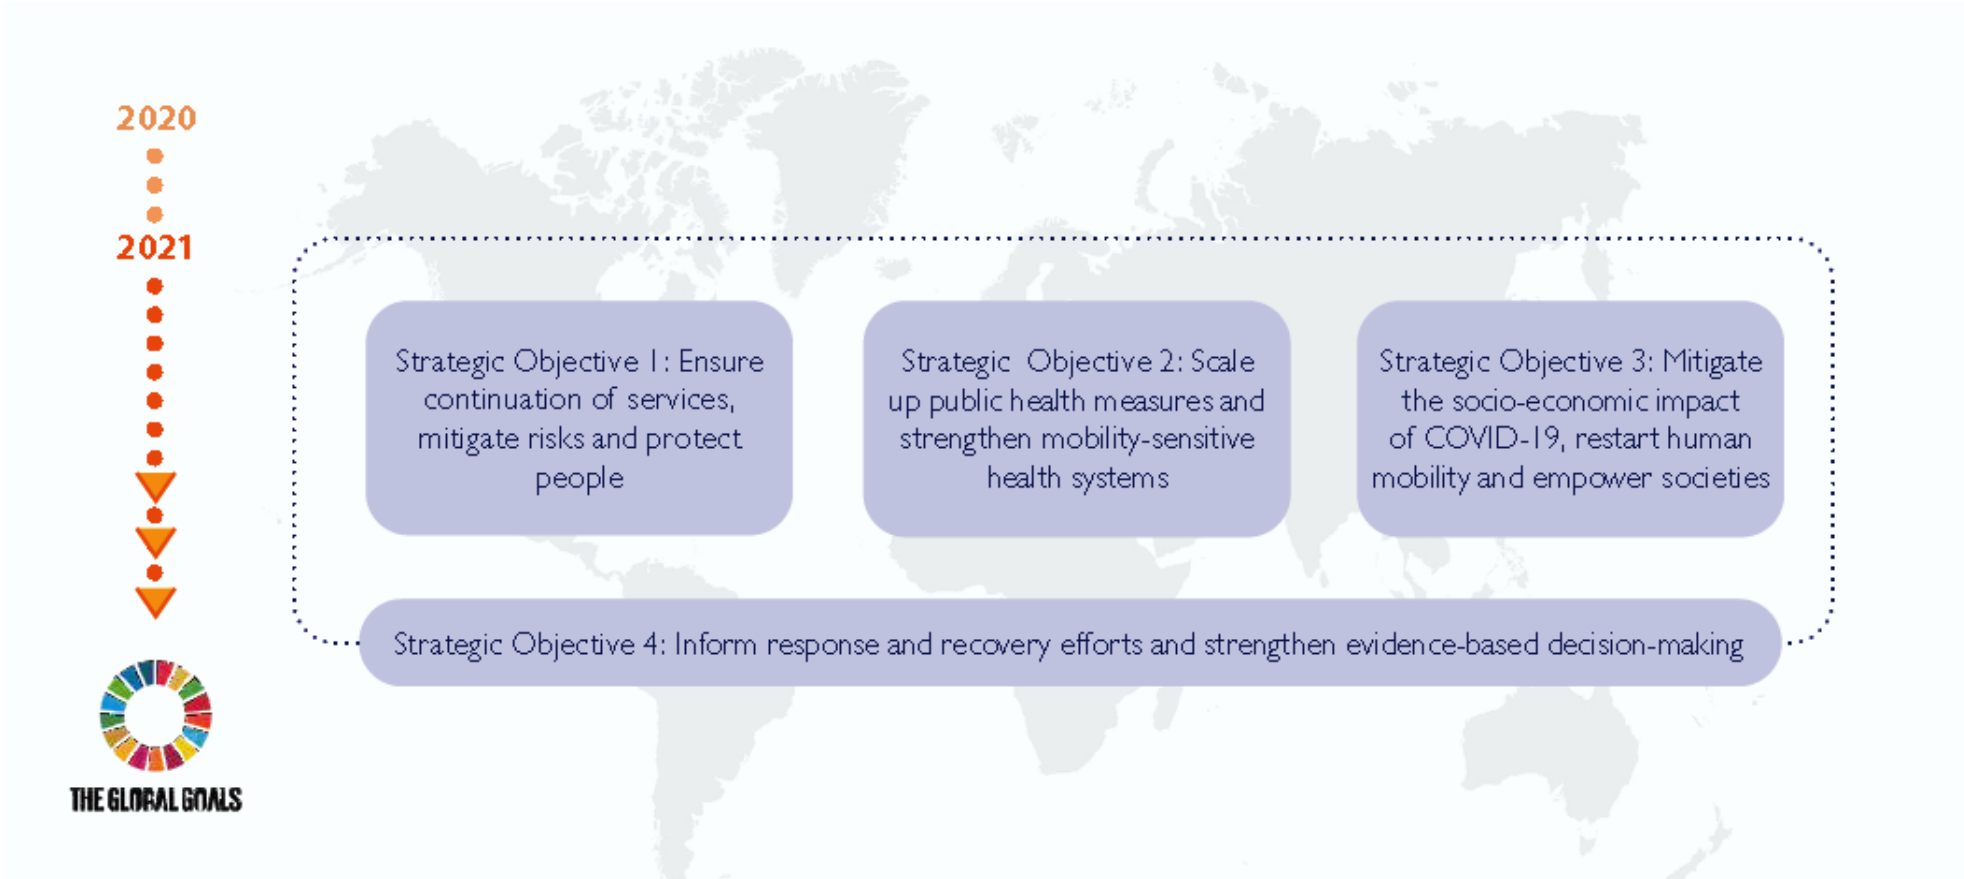 2020
2021
Strategic Objective 1: Ensure
continuation of services,
mitigate risks and protect
people
Strategic Objective 2: Scale
up public health measures and
strengthen mobility-sensitive
health systems
Strategic Objective 3: Mitigate
the socio-economic impact
of COVID-19, restart human
mobility and empower societies
Strategic Objective 4: Inform response and recovery efforts and strengthen evidence-based decision-making
THE GLOBAL GOALS